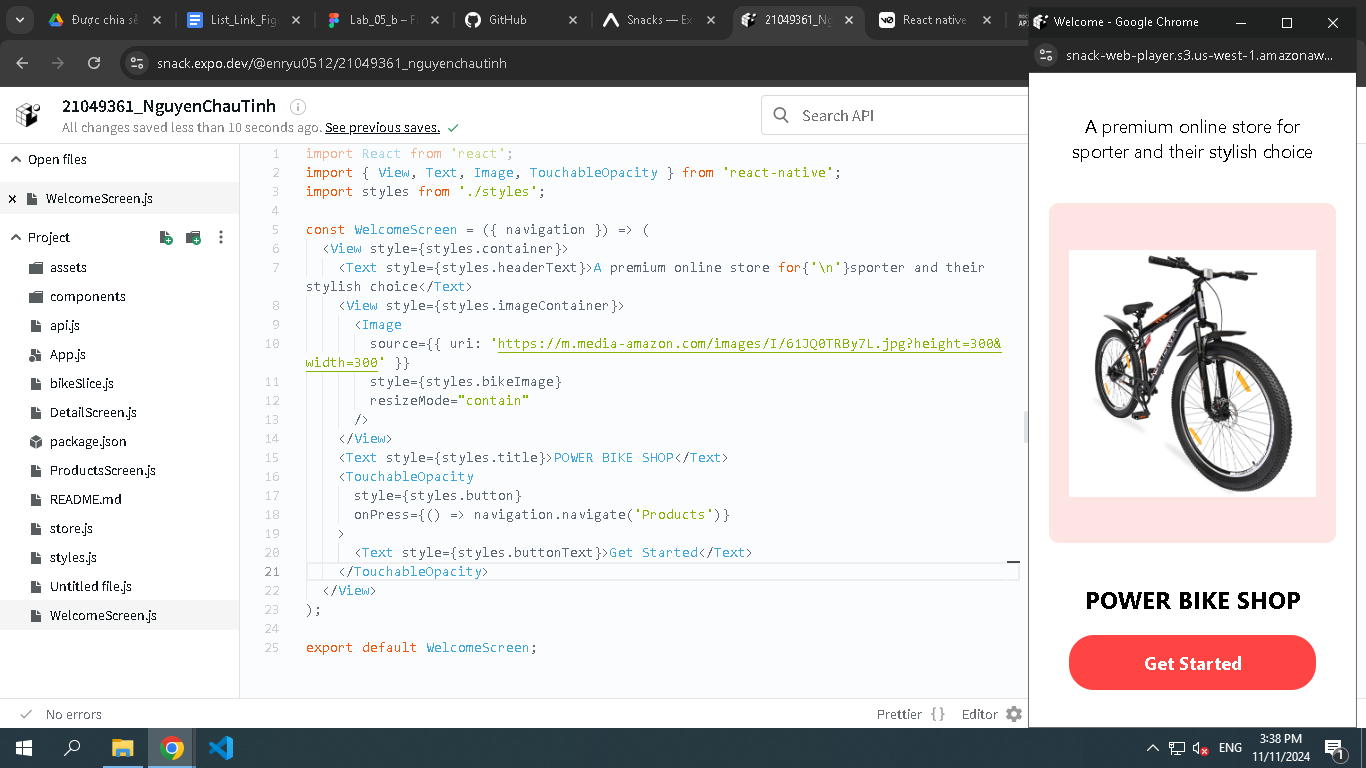 Được chia sẻ
List_Link_Fig
Lab_05_b – Fi
GitHub
Snacks — Ex
21049361_Ng
React native
Welcome - Google Chrome
snack.expo.dev/@enryu0512/21049361_nguyenchautinh
snack-web-player.s3.us-west-1.amazonaw...
21049361_NguyenChauTinh
All changes saved less than 10 seconds ago. See previous saves.
Search API
Open files
WelcomeScreen.js
Project
assets
components
api.js
App.js
bikeSlice.js
DetailScreen.js
package.json
ProductsScreen.js
README.md
store.js
styles.js
Untitled file.js
WelcomeScreen.js
1 import React from 'react';
2 import { View, Text, Image, TouchableOpacity } from 'react-native';
3 import styles from './styles';
4
5 const WelcomeScreen = ({ navigation }) => (
6 <View style={styles.container}>
7 <Text style={styles.headerText}>A premium online store for{'\n'}sporter and their
stylish choice</Text>
8 <View style={styles.imageContainer}>
9 <Image
10 source={{ uri: 'https://m.media-amazon.com/images/I/61JQ0TRBy7L.jpg?height=300&
width=300' }}
11 style={styles.bikeImage}
12 resizeMode="contain"
13 />
14 </View>
15 <Text style={styles.title}>POWER BIKE SHOP</Text>
16 <TouchableOpacity
17 style={styles.button}
18 onPress={() => navigation.navigate('Products')}
19 >
20 <Text style={styles.buttonText}>Get Started</Text>
21 </TouchableOpacity>
22 </View>
23 );
24
25 export default WelcomeScreen;
A premium online store for
sporter and their stylish choice
POWER BIKE SHOP
Get Started
No errors
Prettier { }
Editor
ENG
3:38 PM
11/11/2024
1